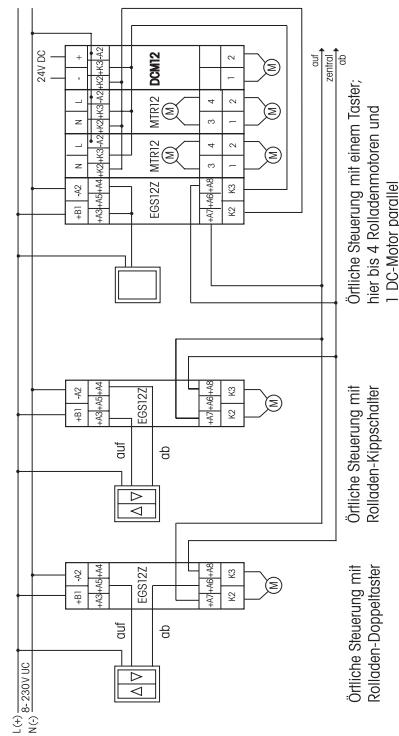 L (+)
8- 230V UC
N(-)
+B1 -A2
+A3+A5+A4
EGS12Z
+A7+A6+A8
K2 K3
M
auf
ab
Örtliche Steuerung mit
Rolladen-Doppeltaster
+B1 -A2
+A3+A5+A4
EGS12Z
+A7+A6+A8
K2 K3
M
auf
ab
Örtliche Steuerung mit
Rolladen-Kippschalter
+B1 -A2
+A3+A5+A4
EGS12Z
+A7+A6+A8
K2 K3
N L
+K2+K3-A2
MTR12
M
3 4
1 2
M
N L
+K2+K3-A2
MTR12
M
3 4
1 2
M
24V DC
- +
+K2+K3-A2
DCM12
1 2
M
auf
zentral
ab
Örtliche Steuerung mit einem Taster;
hier bis 4 Rolladenmotoren und
1 DC-Motor parallel